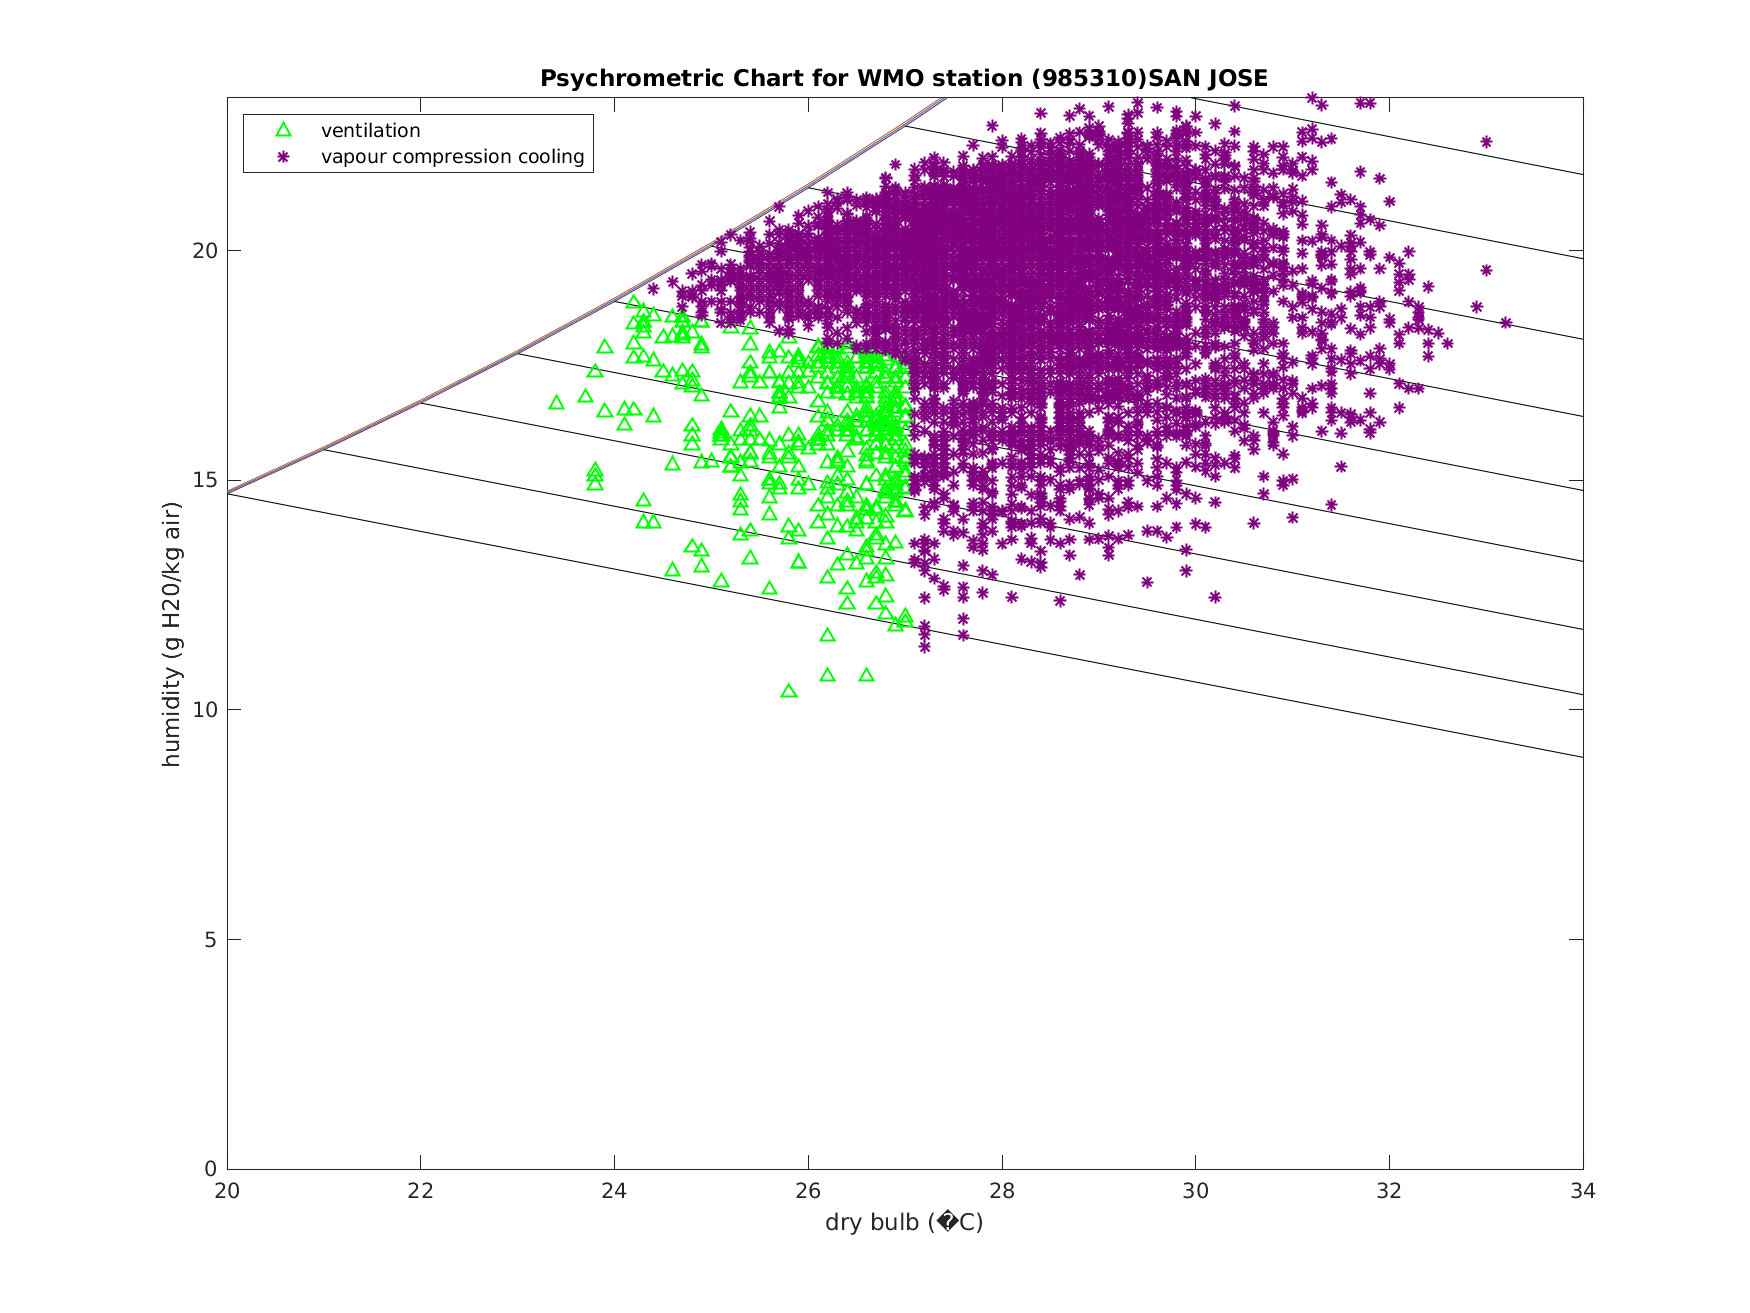 Psychrometric Chart for WMO station (985310)SAN JOSE
ventilation
vapour compression cooling
humidity (g H20/kg air)
20
15
10
5
0
20 22 24 26 28 30 32 34
dry bulb (�C)